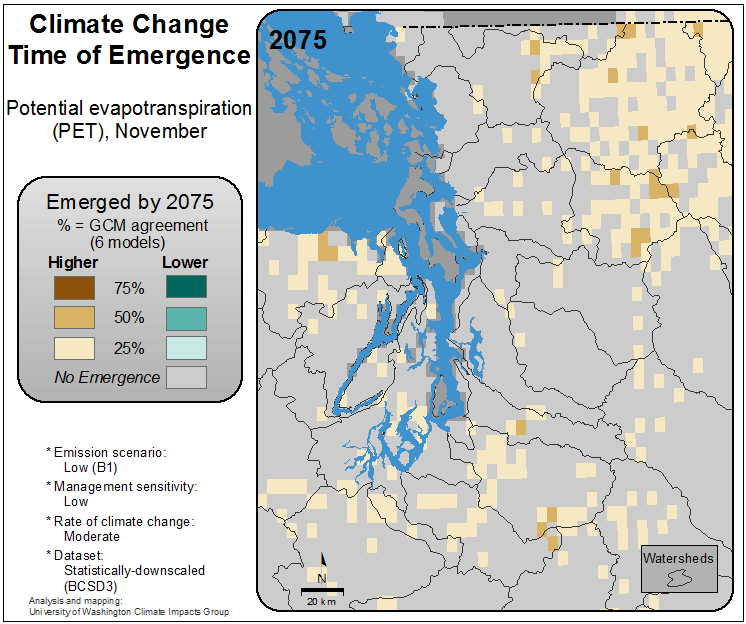 Climate Change
Time of Emergence
Potential evapotranspiration
(PET), November
Emerged by 2075
% = GCM agreement
(6 models)
Higher Lower
75%
50%
25%
No Emergence
* Emission scenario:
Low (B1)
* Management sensitivity:
Low
* Rate of climate change:
Moderate
* Dataset:
Statistically-downscaled
(BCSD3)
Analysis and mapping:
University of Washington Climate Impacts Group
2075
N
20 km
Watersheds